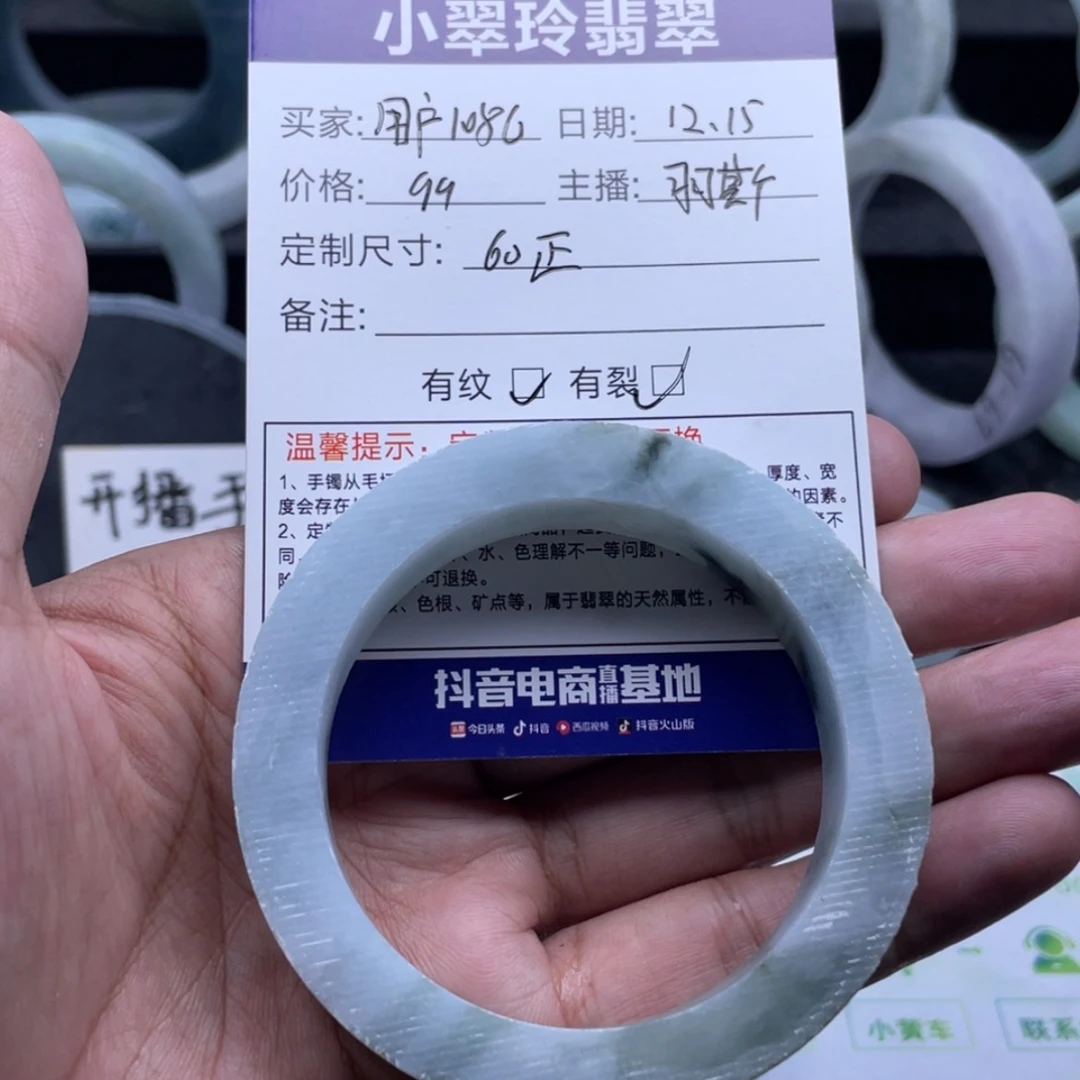 小翠玲翡翠
买家: 用户1086 日期: 12.15
价格: 99 主播:
定制尺寸: 60正
备注:
有纹 有裂
温馨提示:
1、手镯从毛 厚度、宽
度会存在 的因素。
2、定 不
同 、水、色理解不一等问题,
可退换。
、色根、矿点等,属于翡翠的天然属性,不
抖音电商直播基地
今日头条 抖音 西瓜视频 抖音火山版
开播
小黄车
联系